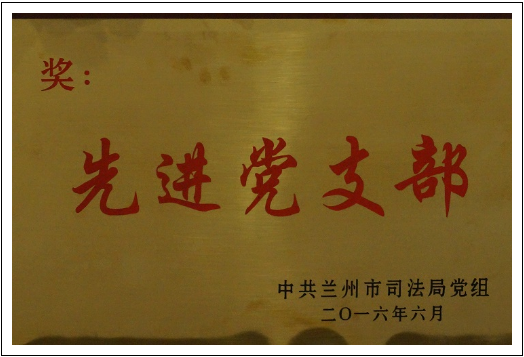 奖：
先进党支部
中共兰州市司法局党组
二〇一六年六月